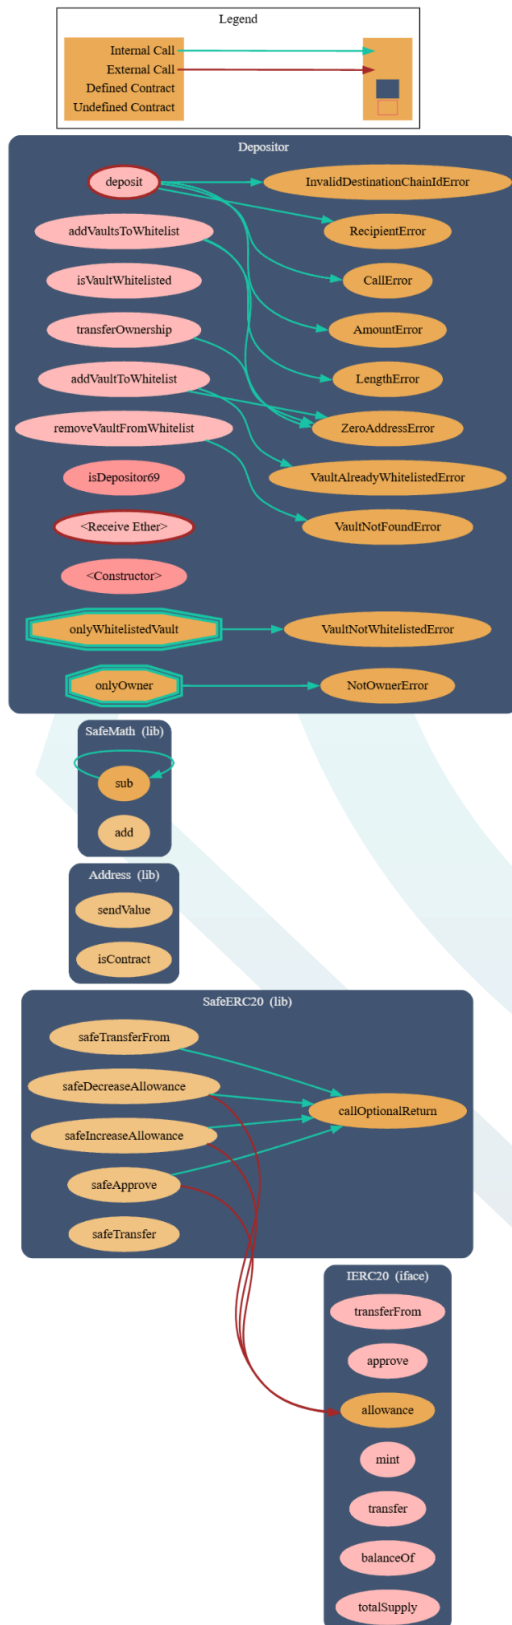 Legend
Internal Call
External Call
Defined Contract
Undefined Contract
Depositor
deposit
InvalidDestinationChainIdError
RecipientError
addVaultsToWhitelist
CallError
isVaultWhitelisted
AmountError
transferOwnership
LengthError
addVaultToWhitelist
ZeroAddressError
removeVaultFromWhitelist
VaultAlreadyWhitelistedError
isDepositor69
VaultNotFoundError
<Receive Ether>
<Constructor>
onlyWhitelistedVault
VaultNotWhitelistedError
onlyOwner
NotOwnerError
SafeMath (lib)
sub
add
Address (lib)
sendValue
isContract
SafeERC20 (lib)
safeTransferFrom
safeDecreaseAllowance
callOptionalReturn
safeIncreaseAllowance
safeApprove
safeTransfer
IERC20 (iface)
transferFrom
approve
allowance
mint
transfer
balanceOf
totalSupply